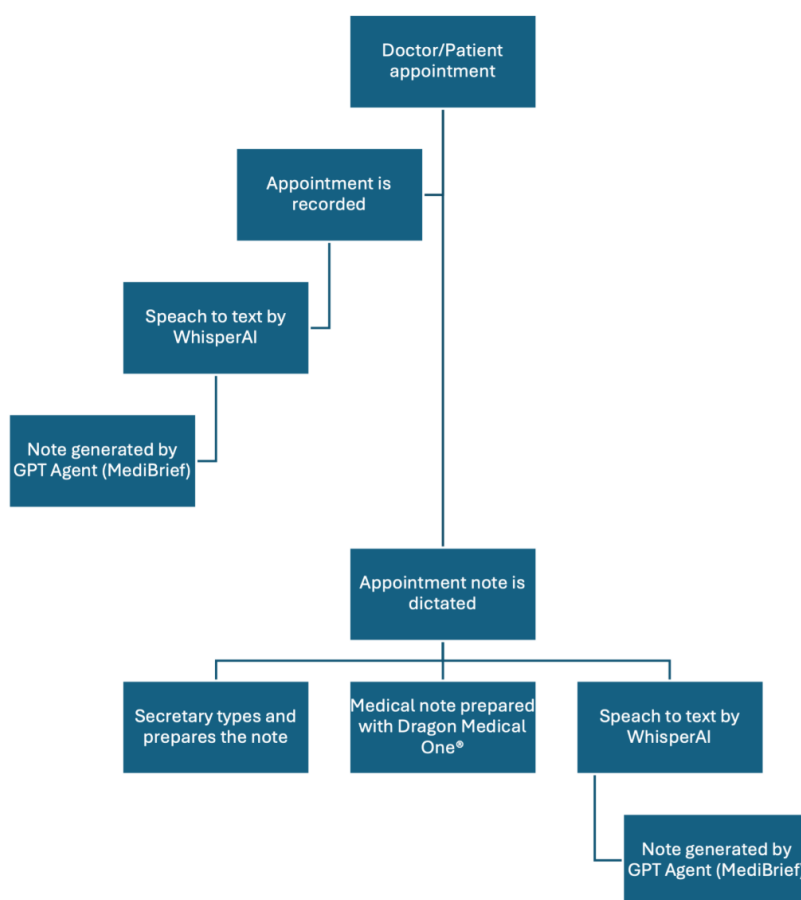 Doctor/Patient
appointment
Appointment is
recorded
Speach to text by
WhisperAI
Note generated by
GPT Agent (MediBrief)
Appointment note is
dictated
Secretary types and
prepares the note
Medical note prepared
with Dragon Medical
One®
Speach to text by
WhisperAI
Note generated by
GPT Agent (MediBrief)